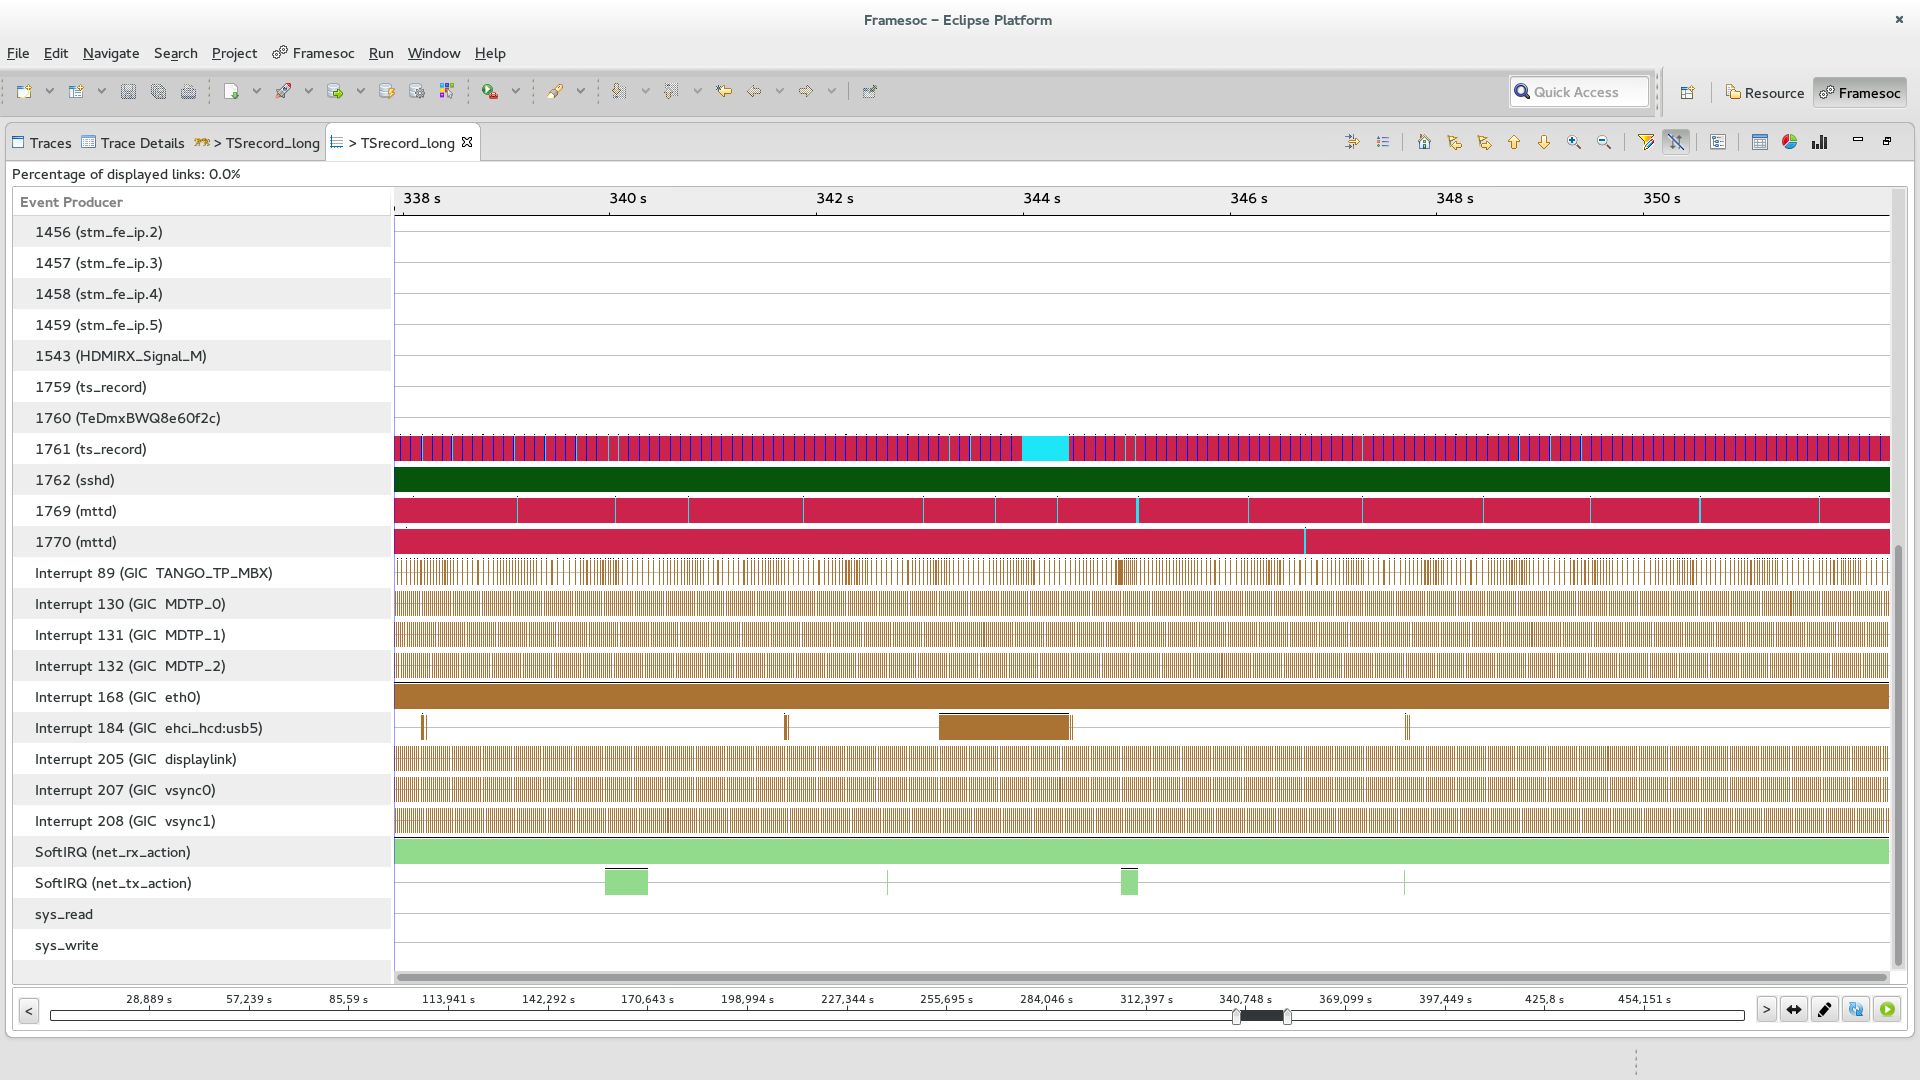 Framesoc – Eclipse Platform
File Edit Navigate Search Project Framesoc Run Window Help
Quick Access Resource Framesoc
Traces Trace Details > TSrecord_long > TSrecord_long
Percentage of displayed links: 0.0%
Event Producer 338 s 340 s 342 s 344 s 346 s 348 s 350 s
1456 (stm_fe_ip.2)
1457 (stm_fe_ip.3)
1458 (stm_fe_ip.4)
1459 (stm_fe_ip.5)
1543 (HDMIRX_Signal_M)
1759 (ts_record)
1760 (TeDmxBWQ8e60f2c)
1761 (ts_record)
1762 (sshd)
1769 (mttd)
1770 (mttd)
Interrupt 89 (GIC TANGO_TP_MBX)
Interrupt 130 (GIC MDTP_0)
Interrupt 131 (GIC MDTP_1)
Interrupt 132 (GIC MDTP_2)
Interrupt 168 (GIC eth0)
Interrupt 184 (GIC ehci_hcd:usb5)
Interrupt 205 (GIC displaylink)
Interrupt 207 (GIC vsync0)
Interrupt 208 (GIC vsync1)
SoftIRQ (net_rx_action)
SoftIRQ (net_tx_action)
sys_read
sys_write
< 28,889 s 57,239 s 85,59 s 113,941 s 142,292 s 170,643 s 198,994 s 227,344 s 255,695 s 284,046 s 312,397 s 340,748 s 369,099 s 397,449 s 425,8 s 454,151 s >